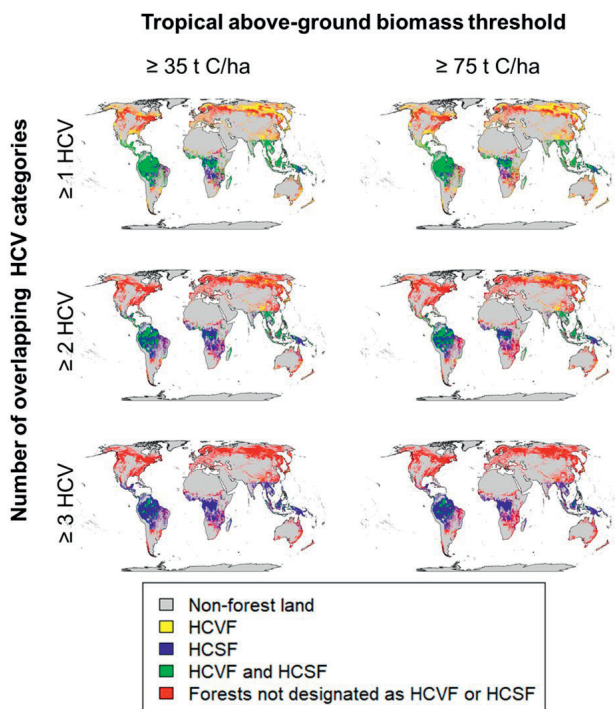 Tropical above-ground biomass threshold
≥ 35 t C/ha
≥ 75 t C/ha
Number of overlapping HCV categories
≥ 1 HCV
≥ 2 HCV
≥ 3 HCV
Non-forest land
HCVF
HCSF
HCVF and HCSF
Forests not designated as HCVF or HCSF